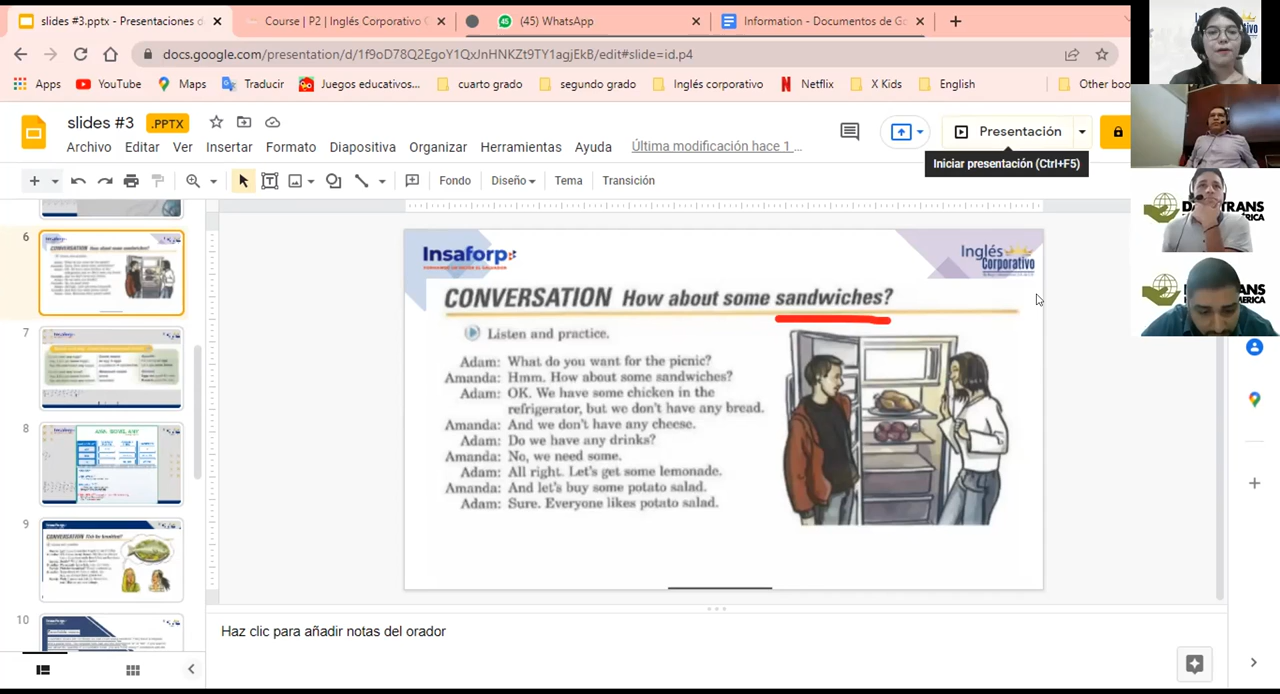 slides #3.pptx - Presentaciones d
Course | P2 | Inglés Corporativo
(45) WhatsApp
Information - Documentos de Go
docs.google.com/presentation/d/1f9oD78Q2EgoY1QxJnHNKZt9TY1agjEkB/edit#slide=id.p4
Apps
YouTube
Maps
Traducir
Juegos educativos...
cuarto grado
segundo grado
Inglés corporativo
Netflix
X Kids
English
Other boo
slides #3
.PPTX
Archivo
Editar
Ver
Insertar
Formato
Diapositiva
Organizar
Herramientas
Ayuda
Última modificación hace 1 ...
Presentación
Iniciar presentación (Ctrl+F5)
Fondo
Diseño
Tema
Transición
6
7
8
9
10
CONVERSATION Fish for breakfast?
Insaforp
Inglés
Corporativo
CONVERSATION How about some sandwiches?
Listen and practice.
Adam: What do you want for the picnic?
Amanda: Hmm. How about some sandwiches?
Adam: OK. We have some chicken in the
refrigerator, but we don't have any bread.
Amanda: And we don't have any cheese.
Adam: Do we have any drinks?
Amanda: No, we need some.
Adam: All right. Let's get some lemonade.
Amanda: And let's buy some potato salad.
Adam: Sure. Everyone likes potato salad.
Haz clic para añadir notas del orador